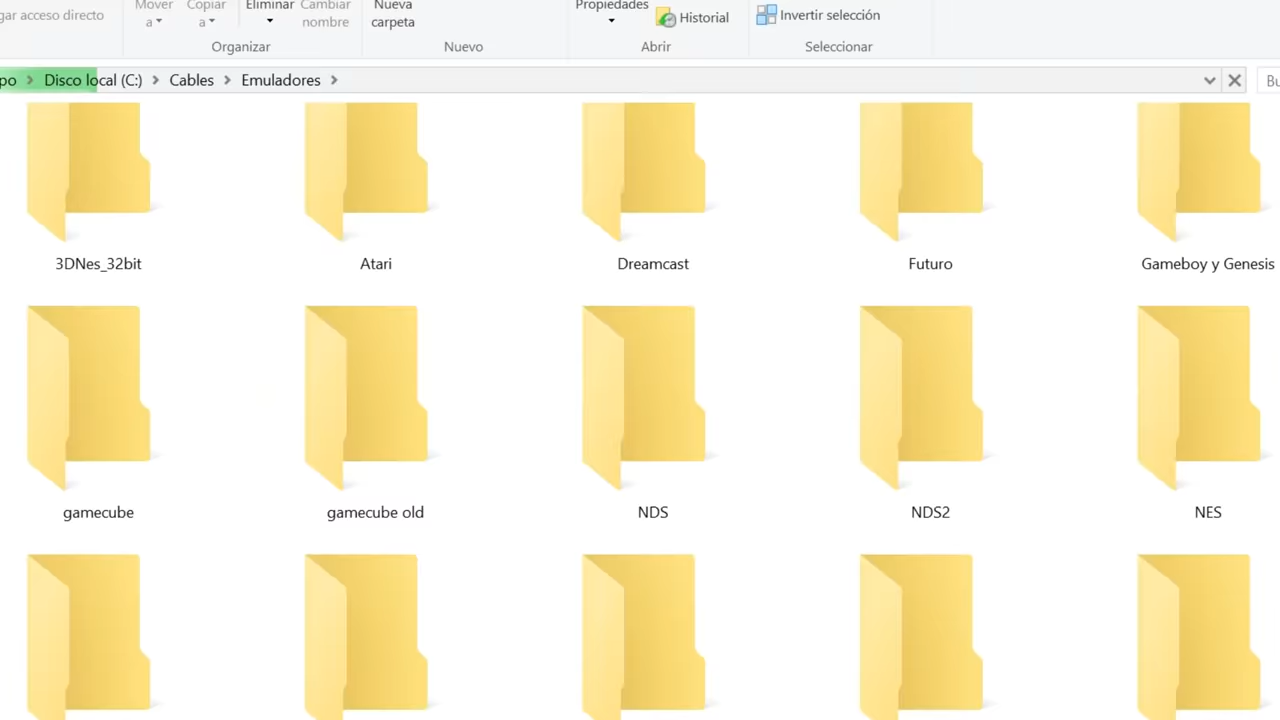 gar acceso directo
Mover a
Copiar a
Eliminar
Cambiar nombre
Nueva carpeta
Propiedades
Historial
Invertir selección
Organizar
Nuevo
Abrir
Seleccionar
po > Disco local (C:) > Cables > Emuladores >
Bu
3DNes_32bit
Atari
Dreamcast
Futuro
Gameboy y Genesis
gamecube
gamecube old
NDS
NDS2
NES